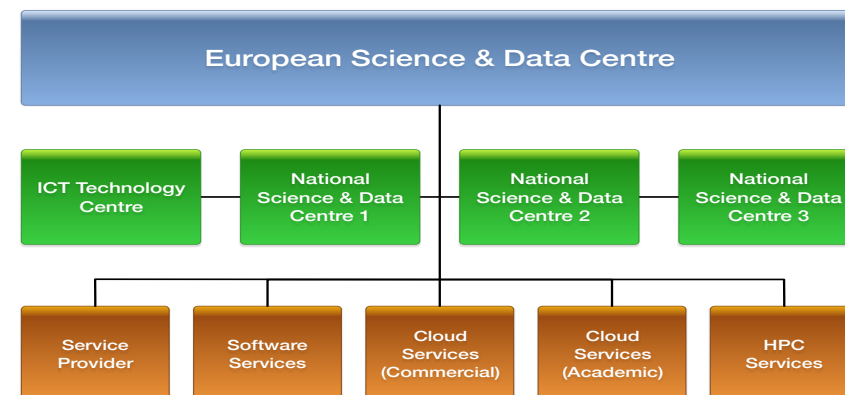 European Science & Data Centre
ICT Technology
Centre
National
Science & Data
Centre 1
National
Science & Data
Centre 2
National
Science & Data
Centre 3
Service
Provider
Software
Services
Cloud
Services
(Commercial)
Cloud
Services
(Academic)
HPC
Services